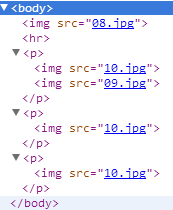 ▼<body>
<img src="08.jpg">
<hr>
▼<p>
<img src="10.jpg">
<img src="09.jpg">
</p>
▼<p>
<img src="10.jpg">
</p>
▼<p>
<img src="10.jpg">
</p>
</body>